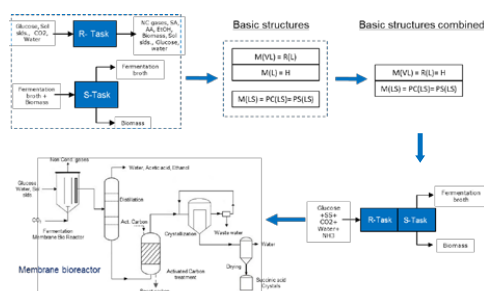 Basic structures
Basic structures combined
Glucose, Sol
sids., CO2,
Water
R- Task
NC gases, SA,
AA, EtOH,
Biomass, Sol
sids., Glucose,
water
Fermentation
broth
Fermentation
broth +
Biomass
S-Task
Biomass
M(VL) = R(L)
M(L) = H
M(LS) = PC(LS)= PS(LS)
M(VL) = R(L)= H
M(LS) = PC(LS)= PS(LS)
Glucose
+SS+
CO2+
Water+
NH3
R-Task
S-Task
Fermentation
broth
Biomass
Non Cond. gases
Water, Acetic acid, Ethanol
Glucose
Water, Sol
sids
CO2
Fermentation
Membrane Bio Reactor
Distillation
Act. Carbon
Crystallization
Waste water
Water
Drying
Activated Carbon
treatment
Succinic acid
Crystals
Membrane bioreactor